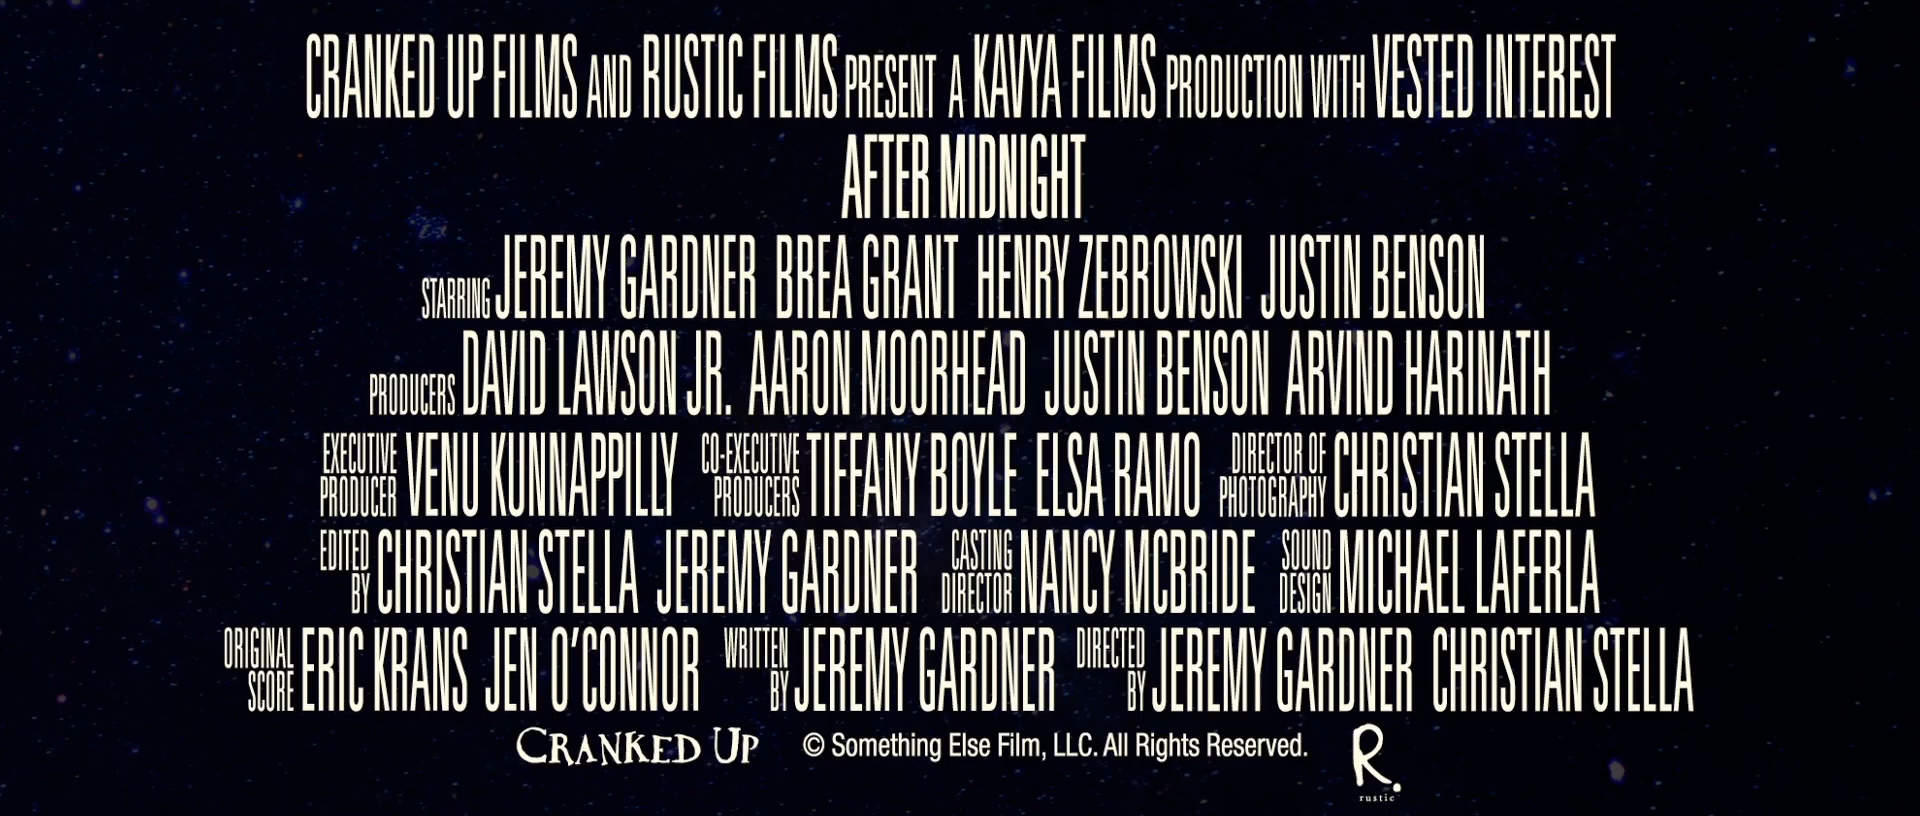 CRANKED UP FILMS AND RUSTIC FILMS PRESENT A KAVYA FILMS PRODUCTION WITH VESTED INTEREST
AFTER MIDNIGHT
STARRING JEREMY GARDNER BREA GRANT HENRY ZEBROWSKI JUSTIN BENSON
PRODUCERS DAVID LAWSON JR. AARON MOORHEAD JUSTIN BENSON ARVIND HARINATH
EXECUTIVE PRODUCER VENU KUNNAPPILLY CO-EXECUTIVE PRODUCERS TIFFANY BOYLE ELSA RAMO DIRECTOR OF PHOTOGRAPHY CHRISTIAN STELLA
EDITED BY CHRISTIAN STELLA JEREMY GARDNER CASTING DIRECTOR NANCY MCBRIDE SOUND DESIGN MICHAEL LAFERLA
ORIGINAL SCORE ERIC KRANS JEN O'CONNOR WRITTEN BY JEREMY GARDNER DIRECTED BY JEREMY GARDNER CHRISTIAN STELLA
CRANKED UP © Something Else Film, LLC. All Rights Reserved. R.
rustic